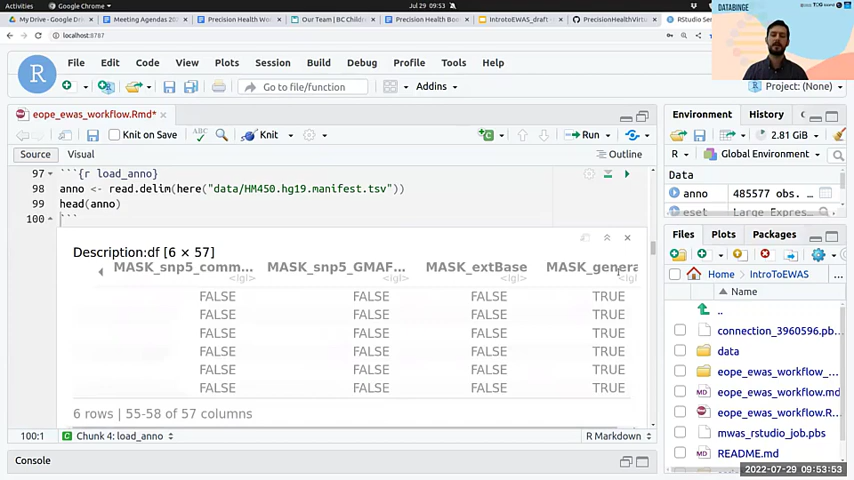 Activities
Google Chrome
Jul 29 09:53
My Drive - Google D
Meeting Agendas 202
Precision Health Wo
Our Team | BC Childre
Precision Health Boo
IntrotoEWAS_draft -
PrecisionHealthVirtu
RStudio Serv
localhost:8787
DATABINGE
R
File Edit Code View Plots Session Build Debug Profile Tools Help
Go to file/function
Addins
Project: (None)
eope_ewas_workflow.Rmd*
Knit on Save
Knit
Run
Source Visual
Outline
97 ```{r load_anno}
98 anno <- read.delim(here("data/HM450.hg19.manifest.tsv"))
99 head(anno)
100 ```
Description:df [6 × 57]
MASK_snp5_comm... MASK_snp5_GMAF... MASK_extBase MASK_genera
<lgl> <lgl> <lgl> <lgl
FALSE FALSE FALSE TRUE
FALSE FALSE FALSE TRUE
FALSE FALSE FALSE TRUE
FALSE FALSE FALSE TRUE
FALSE FALSE FALSE TRUE
FALSE FALSE FALSE TRUE
6 rows | 55-58 of 57 columns
100:1 Chunk 4: load_anno
R Markdown
Console
Environment History
2.81 GiB
R Global Environment
Data
anno 485577 obs.
eset Large Expres
Files Plots Packages
Home IntroToEWAS
Name
..
connection_3960596.pb...
data
eope_ewas_workflow_...
eope_ewas_workflow.md
eope_ewas_workflow.R...
mwas_rstudio_job.pbs
README.md
2022-07-29 09:53:53